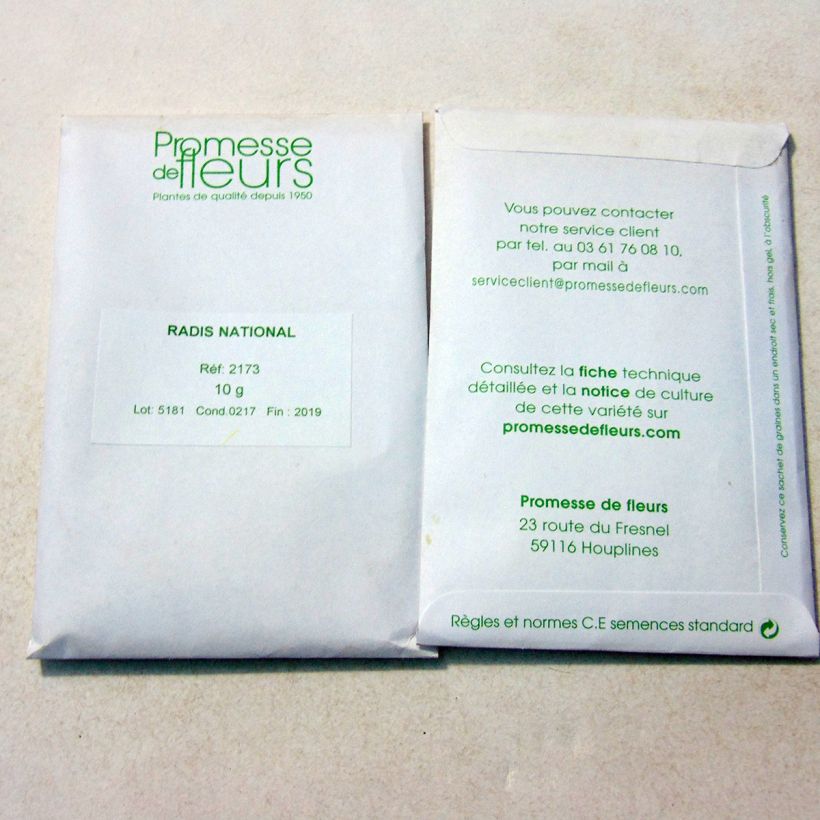 Promesse
de fleurs
Plantes de qualité depuis 1950
RADIS NATIONAL
Réf: 2173
10 g
Lot: 5181 Cond.0217 Fin : 2019
Vous pouvez contacter
notre service client
par tel. au 03 61 76 08 10,
par mail à
serviceclient@promessedefleurs.com
Consultez la fiche technique
détaillée et la notice de culture
de cette variété sur
promessedefleurs.com
Promesse de fleurs
23 route du Fresnel
59116 Houplines
Règles et normes C.E semences standard
Conservez ce sachet de graines dans un endroit sec et frais, hors gel, à l'obscurité